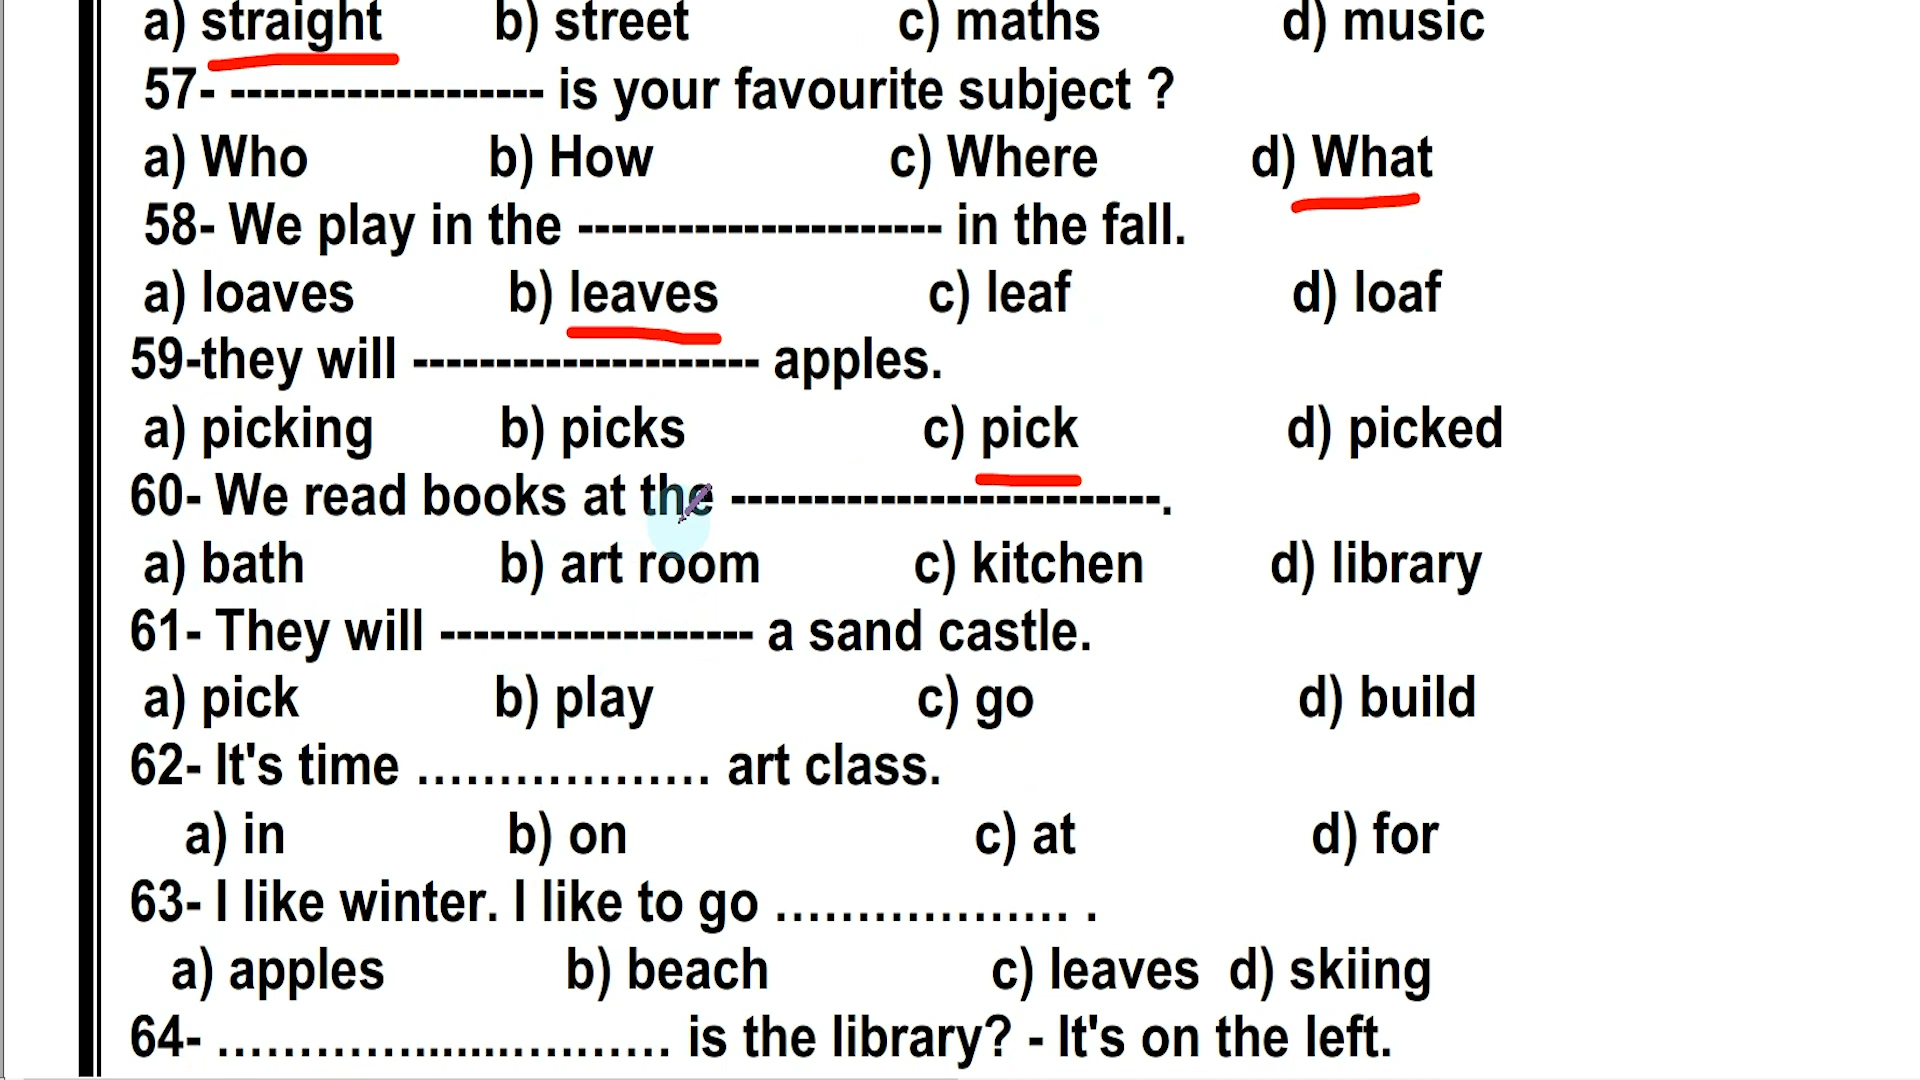 a) straight b) street c) maths d) music
57- ------------------- is your favourite subject ?
a) Who b) How c) Where d) What
58- We play in the ---------------------- in the fall.
a) loaves b) leaves c) leaf d) loaf
59-they will --------------------- apples.
a) picking b) picks c) pick d) picked
60- We read books at the --------------------------.
a) bath b) art room c) kitchen d) library
61- They will ------------------- a sand castle.
a) pick b) play c) go d) build
62- It's time ……………… art class.
a) in b) on c) at d) for
63- I like winter. I like to go ……………… .
a) apples b) beach c) leaves d) skiing
64- …………......……… is the library? - It's on the left.